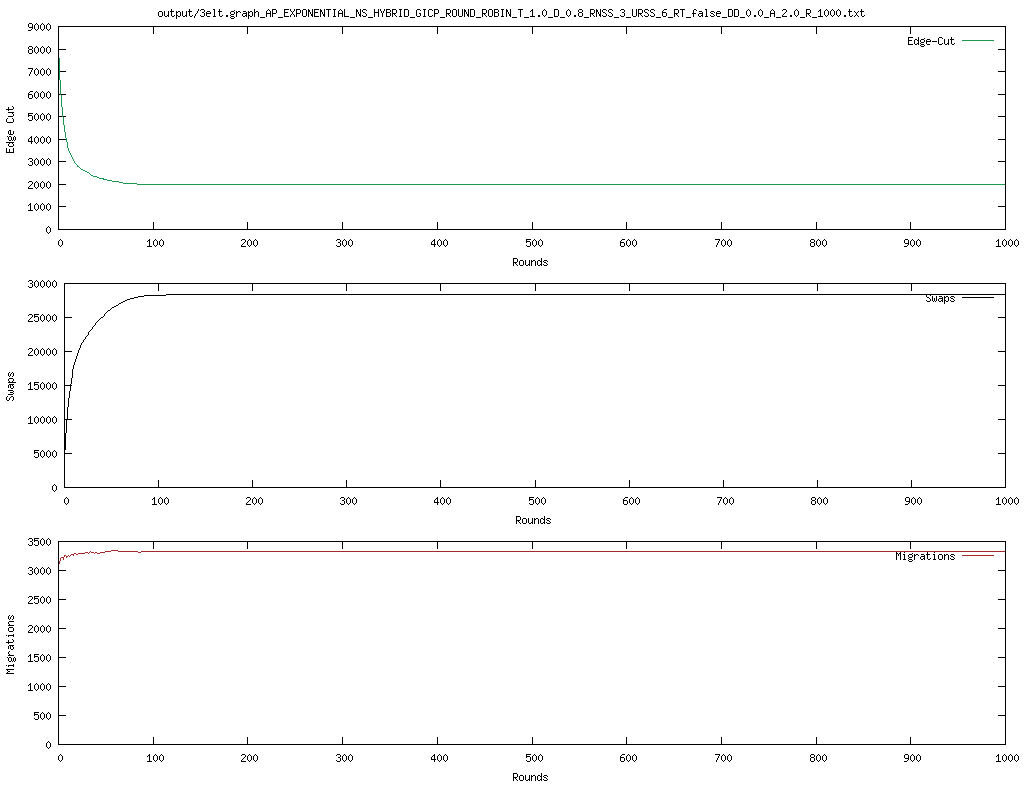 output/3elt.graph_AP_EXPONENTIAL_NS_HYBRID_GICP_ROUND_ROBIN_T_1.0_D_0.8_RNSS_3_URSS_6_RT_false_DD_0.0_A_2.0_R_1000.txt
9000
8000
7000
6000
5000
4000
3000
2000
1000
0
Edge Cut
Edge-Cut
0 100 200 300 400 500 600 700 800 900 1000
Rounds
30000
25000
20000
15000
10000
5000
0
Swaps
Swaps
0 100 200 300 400 500 600 700 800 900 1000
Rounds
3500
3000
2500
2000
1500
1000
500
0
Migrations
Migrations
0 100 200 300 400 500 600 700 800 900 1000
Rounds